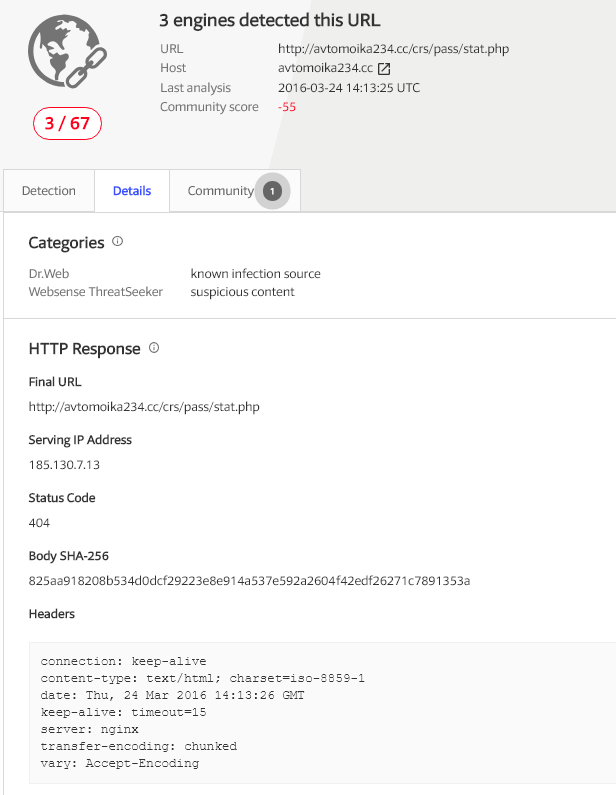 3 engines detected this URL
URL http://avtomoika234.cc/crs/pass/stat.php
Host avtomoika234.cc
Last analysis 2016-03-24 14:13:25 UTC
Community score -55
3 / 67
Detection Details Community 1
Categories
Dr.Web known infection source
Websense ThreatSeeker suspicious content
HTTP Response
Final URL
http://avtomoika234.cc/crs/pass/stat.php
Serving IP Address
185.130.7.13
Status Code
404
Body SHA-256
825aa918208b534d0dcf29223e8e914a537e592a2604f42edf26271c7891353a
Headers
connection: keep-alive
content-type: text/html; charset=iso-8859-1
date: Thu, 24 Mar 2016 14:13:26 GMT
keep-alive: timeout=15
server: nginx
transfer-encoding: chunked
vary: Accept-Encoding